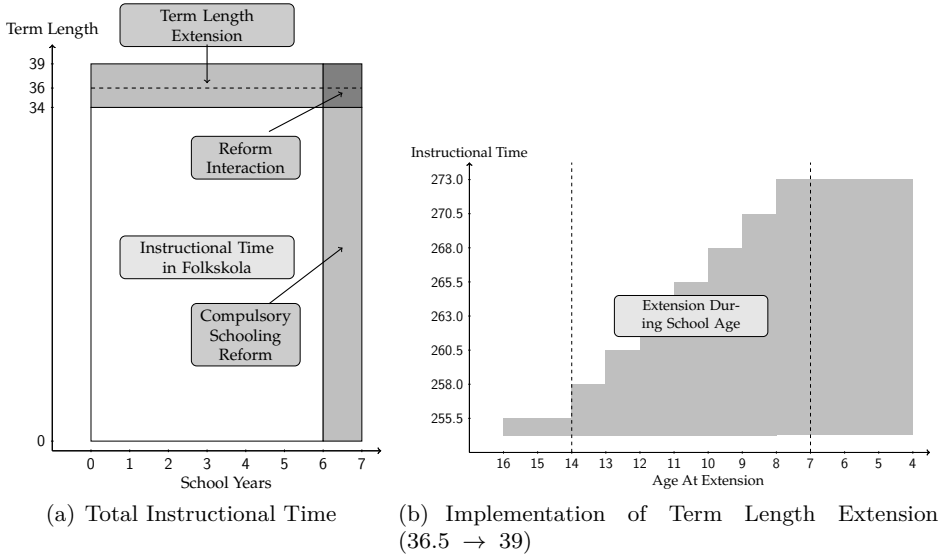 Term Length
Term Length
Extension
39
36
34
Reform
Interaction
Instructional Time
in Folkskola
Compulsory
Schooling
Reform
0
0 1 2 3 4 5 6 7
School Years
(a) Total Instructional Time
Instructional Time
273.0
270.5
268.0
265.5
263.0
260.5
258.0
255.5
Extension Dur-
ing School Age
16 15 14 13 12 11 10 9 8 7 6 5 4
Age At Extension
(b) Implementation of Term Length Extension
(36.5 → 39)